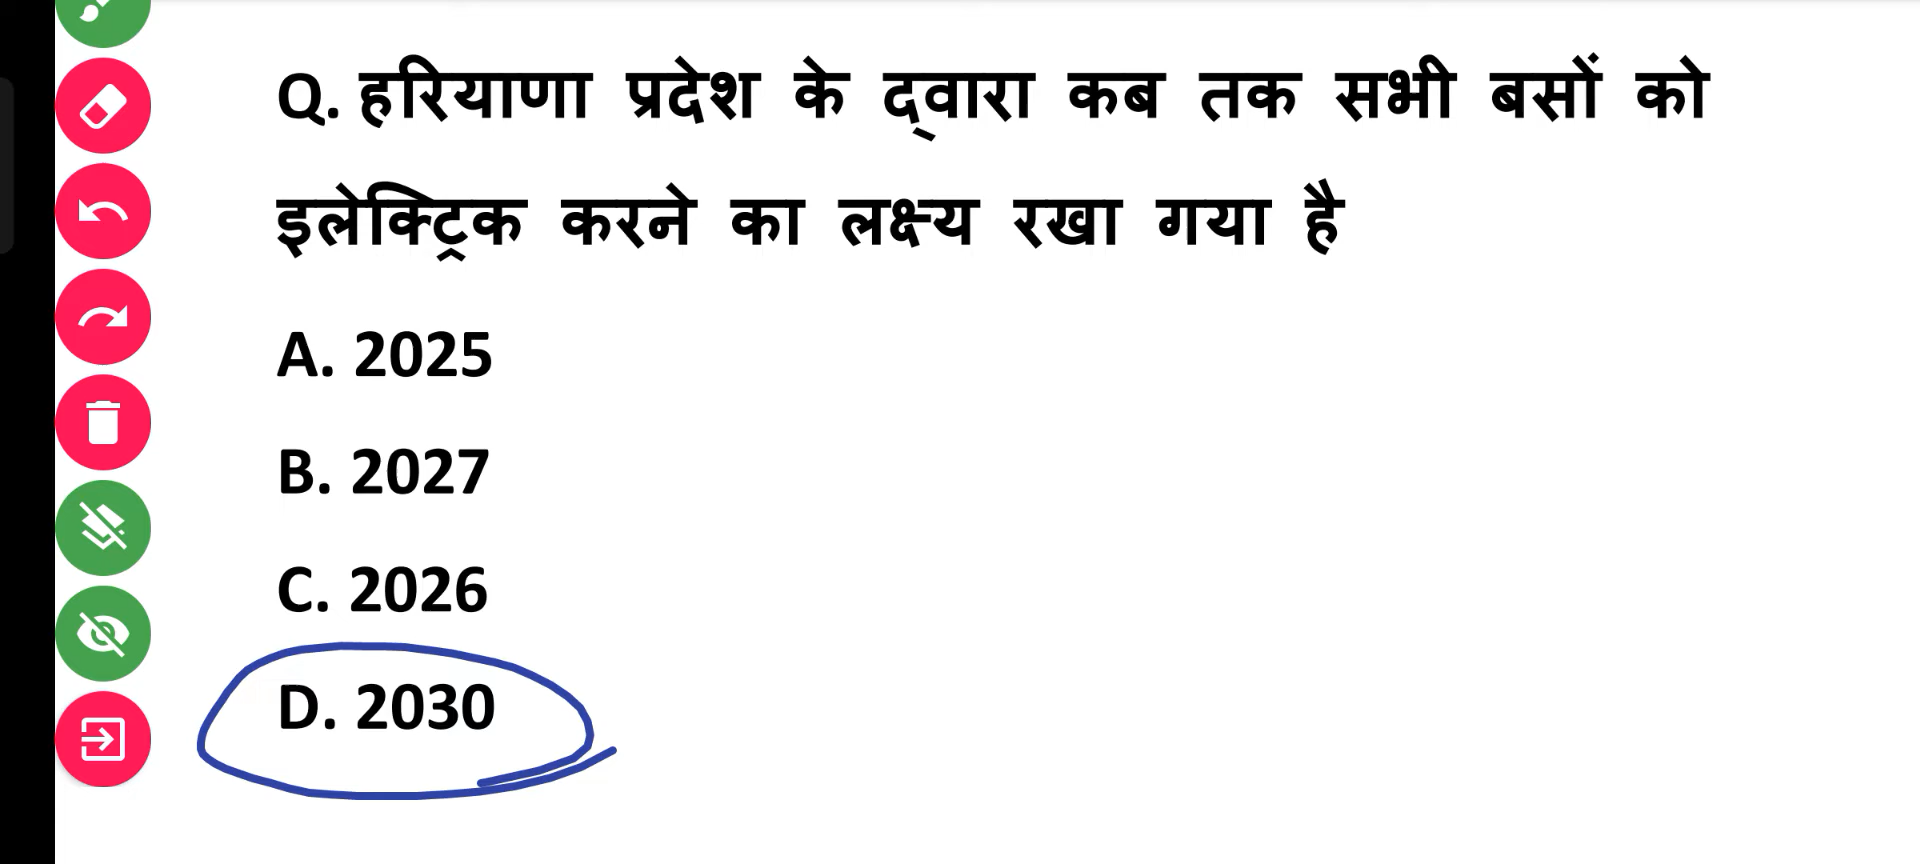 Q. हरियाणा प्रदेश के द्वारा कब तक सभी बसों को
इलेक्ट्रिक करने का लक्ष्य रखा गया है
A. 2025
B. 2027
C. 2026
D. 2030